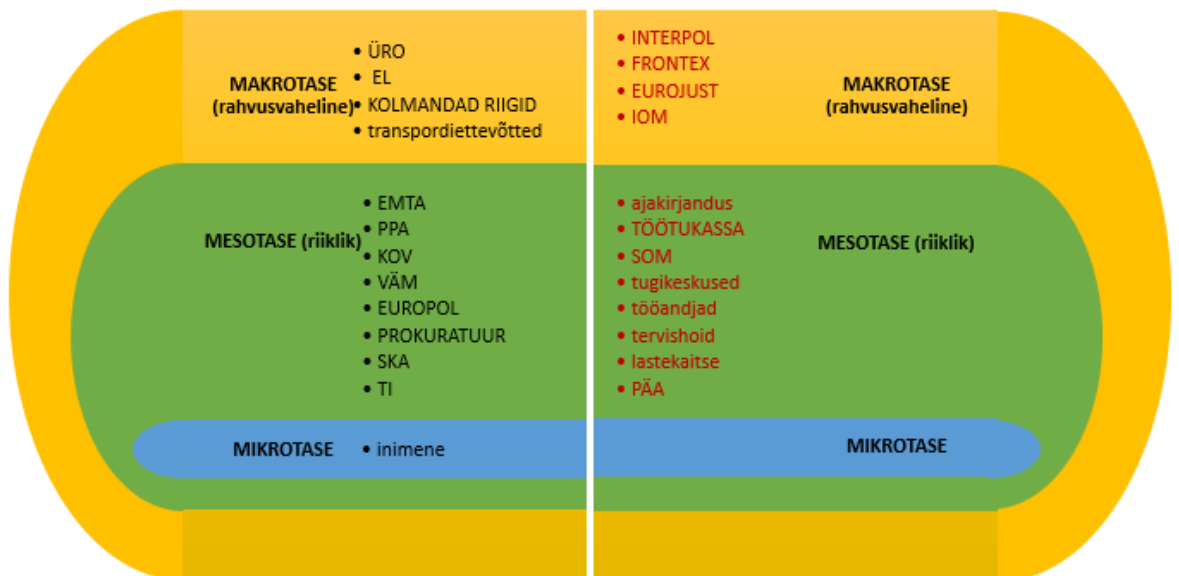 MAKROTASE
(rahvusvaheline)
• ÜRO
• EL
• KOLMANDAD RIIGID
• transpordiettevõtted
• INTERPOL
• FRONTEX
• EUROJUST
• IOM
MAKROTASE
(rahvusvaheline)
MESOTASE (riiklik)
• EMTA
• PPA
• KOV
• VÄM
• EUROPOL
• PROKURATUUR
• SKA
• TI
• ajakirjandus
• TÖÖTUKASSA
• SOM
• tugikeskused
• tööandjad
• tervishoid
• lastekaitse
• PÄA
MESOTASE (riiklik)
MIKROTASE
• inimene
MIKROTASE